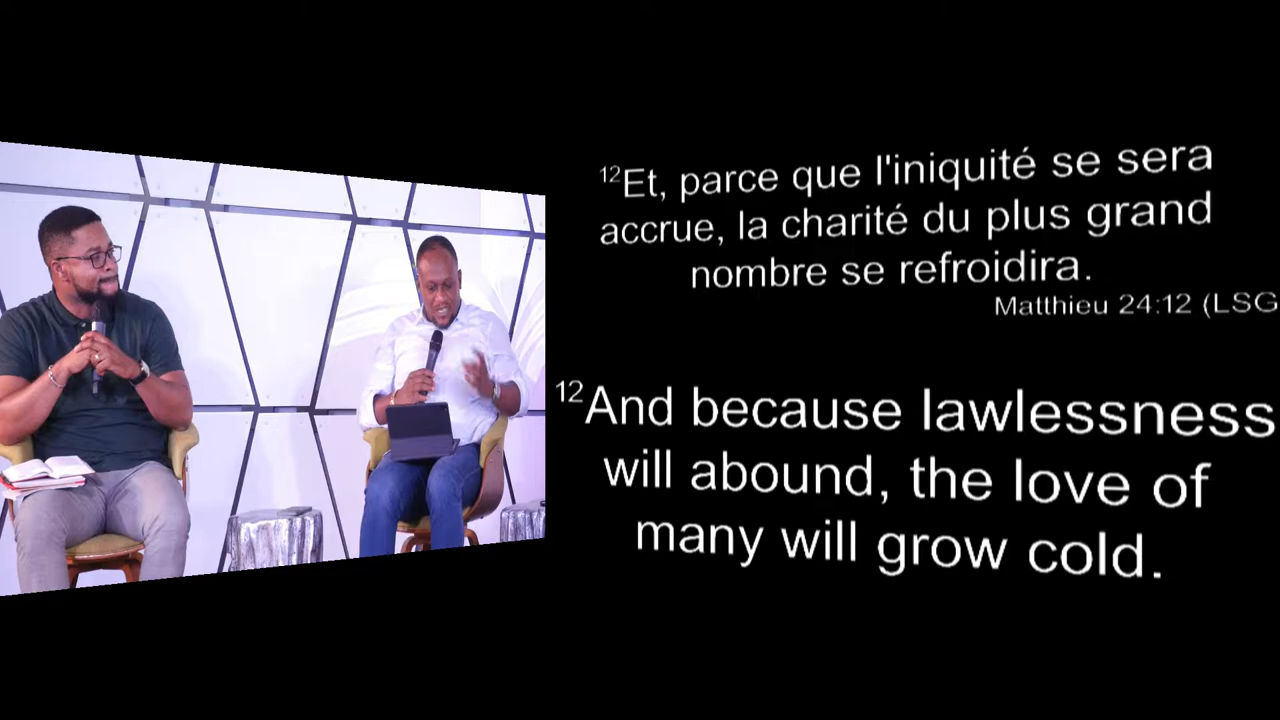 ¹²Et, parce que l'iniquité se sera
accrue, la charité du plus grand
nombre se refroidira.
Matthieu 24:12 (LSG
¹²And because lawlessness
will abound, the love of
many will grow cold.